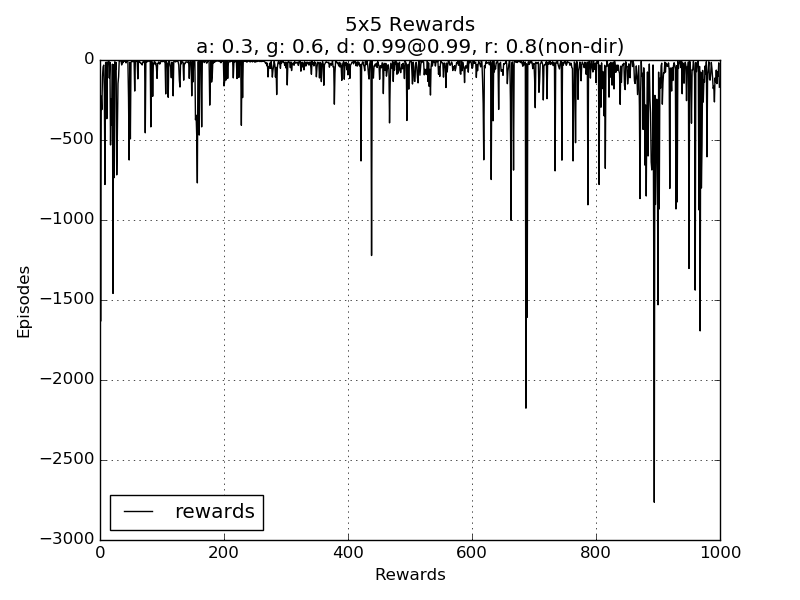 5x5 Rewards
a: 0.3, g: 0.6, d: 0.99@0.99, r: 0.8(non-dir)
0
−500
−1000
−1500
−2000
−2500
−3000
Episodes
rewards
0 200 400 600 800 1000
Rewards